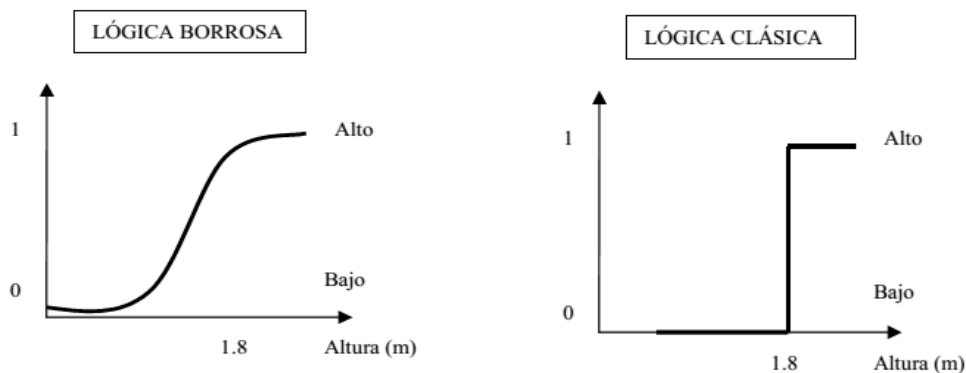 LÓGICA BORROSA
1
Alto
0
Bajo
1.8
Altura (m)
LÓGICA CLÁSICA
1
Alto
Bajo
0
1.8
Altura (m)